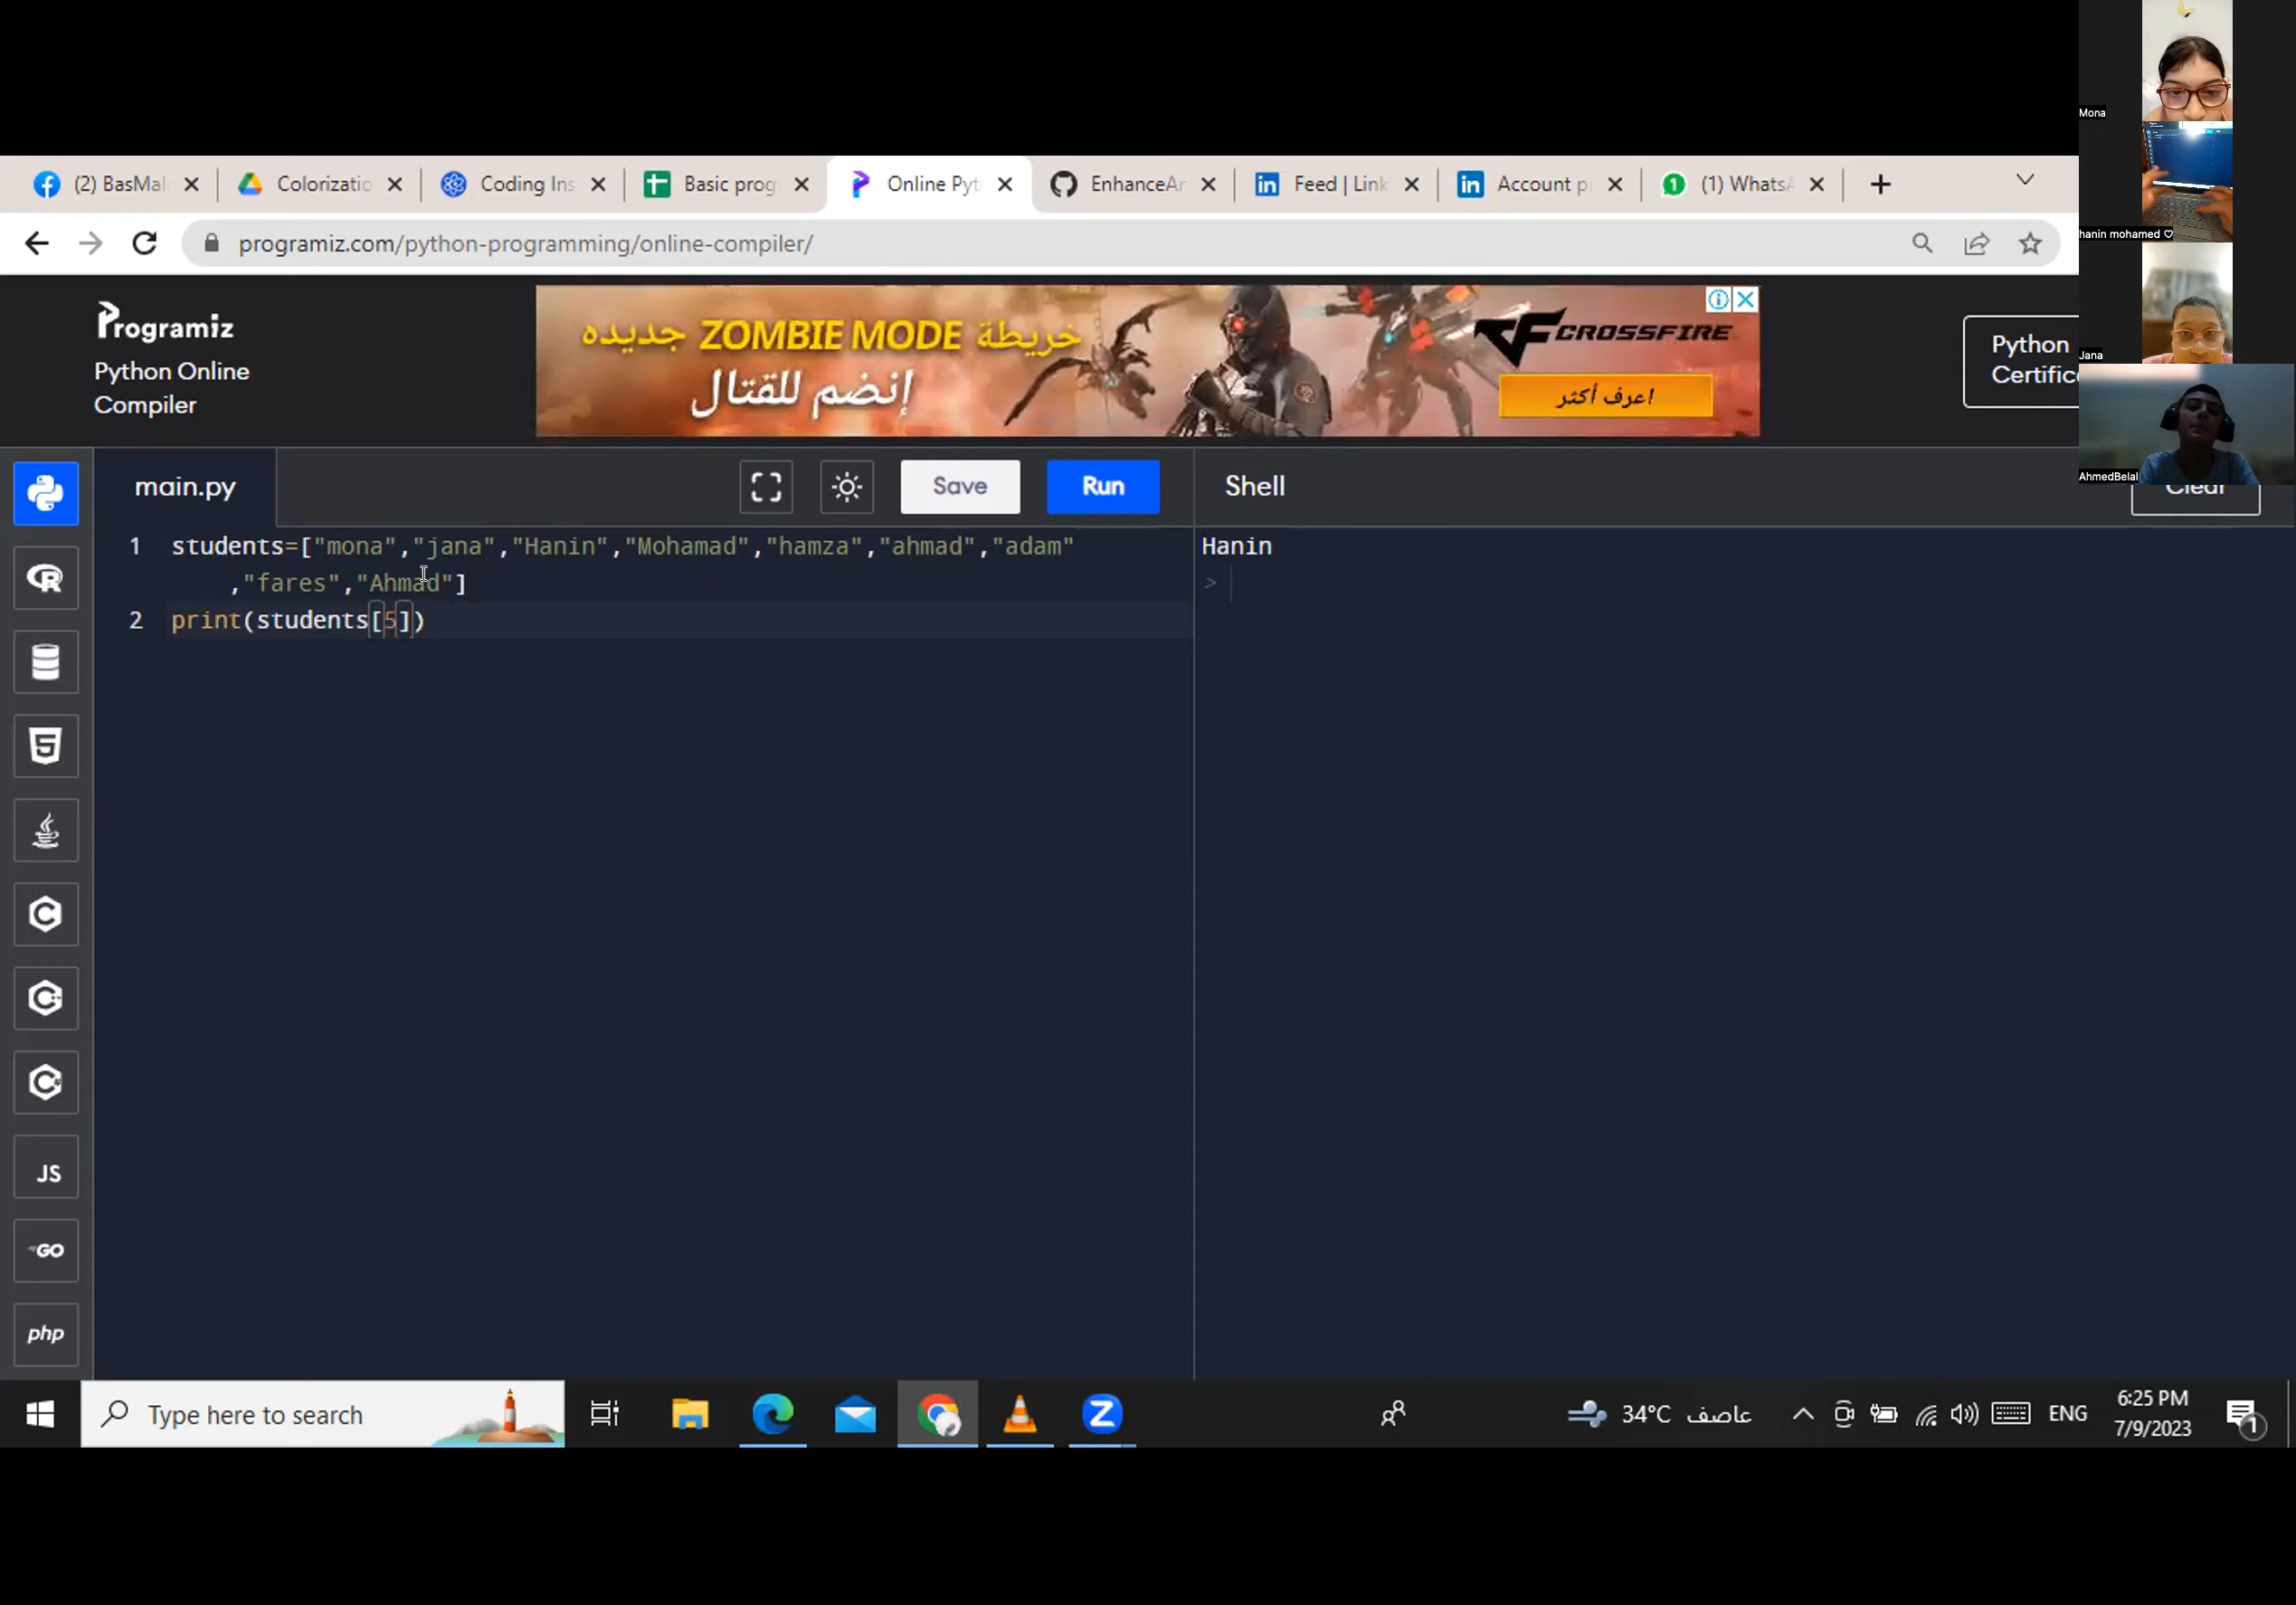 (2) BasMal
Colorizatio
Coding Ins
Basic prog
Online Pyt
EnhanceAr
Feed | Link
Account p
(1) WhatsA
programiz.com/python-programming/online-compiler/
Programiz
Python Online
Compiler
خريطة ZOMBIE MODE جديده
إنضم للقتال
CROSSFIRE
اعرف أكثر!
Python
Certific
Mona
hanin mohamed ♡
Jana
AhmedBelal
main.py
Save
Run
Shell
Clear
1 students=["mona","jana","Hanin","Mohamad","hamza","ahmad","adam"
,"fares","Ahmad"]
2 print(students[5])
Hanin
>
JS
GO
php
Type here to search
34°C عاصف
ENG
6:25 PM
7/9/2023
1